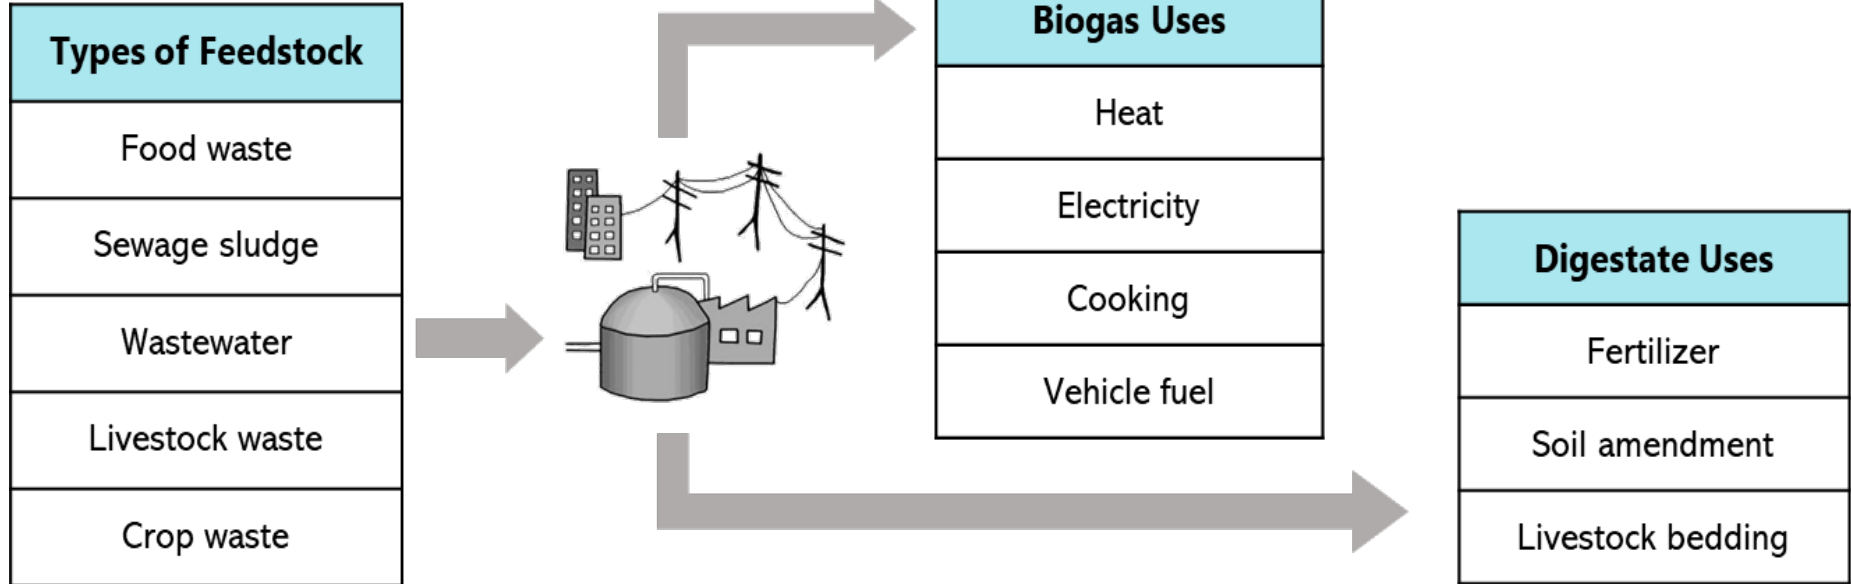 Types of Feedstock
Food waste
Sewage sludge
Wastewater
Livestock waste
Crop waste
Biogas Uses
Heat
Electricity
Cooking
Vehicle fuel
Digestate Uses
Fertilizer
Soil amendment
Livestock bedding